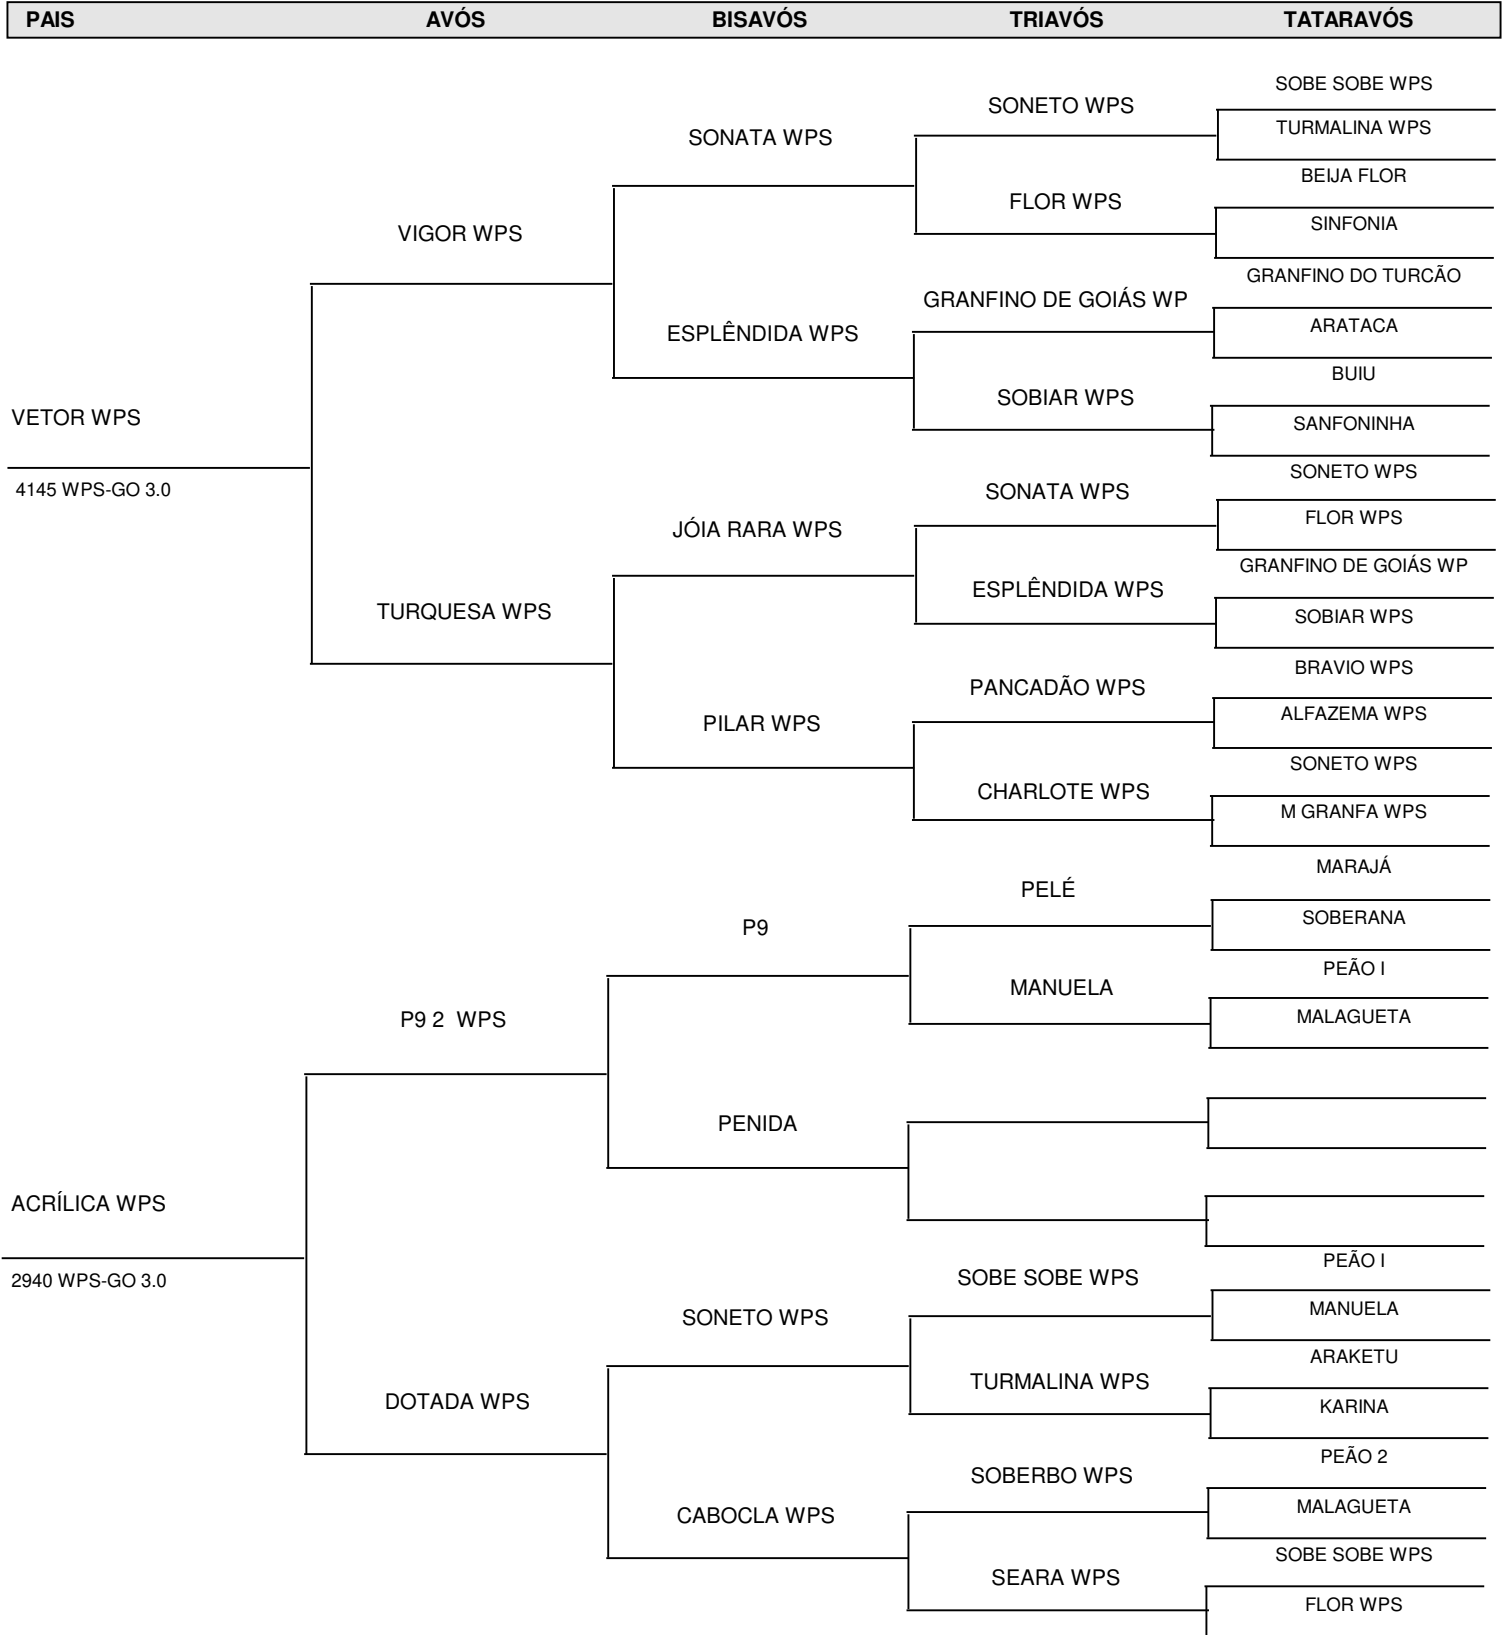 PAIS AVÓS BISAVÓS TRIAVÓS TATARAVÓS
SOBE SOBE WPS
SONETO WPS
TURMALINA WPS
SONATA WPS
BEIJA FLOR
FLOR WPS
SINFONIA
VIGOR WPS
GRANFINO DO TURCÃO
GRANFINO DE GOIÁS WP
ARATACA
ESPLÊNDIDA WPS
BUIU
SOBIAR WPS
SANFONINHA
VETOR WPS
4145 WPS-GO 3.0
SONETO WPS
SONATA WPS
FLOR WPS
JÓIA RARA WPS
GRANFINO DE GOIÁS WP
ESPLÊNDIDA WPS
SOBIAR WPS
TURQUESA WPS
BRAVIO WPS
PANCADÃO WPS
ALFAZEMA WPS
PILAR WPS
SONETO WPS
CHARLOTE WPS
M GRANFA WPS
MARAJÁ
PELÉ
SOBERANA
P9
PEÃO I
MANUELA
MALAGUETA
P9 2 WPS
PENIDA
ACRÍLICA WPS
2940 WPS-GO 3.0
PEÃO I
SOBE SOBE WPS
MANUELA
SONETO WPS
ARAKETU
TURMALINA WPS
KARINA
DOTADA WPS
PEÃO 2
SOBERBO WPS
MALAGUETA
CABOCLA WPS
SOBE SOBE WPS
SEARA WPS
FLOR WPS